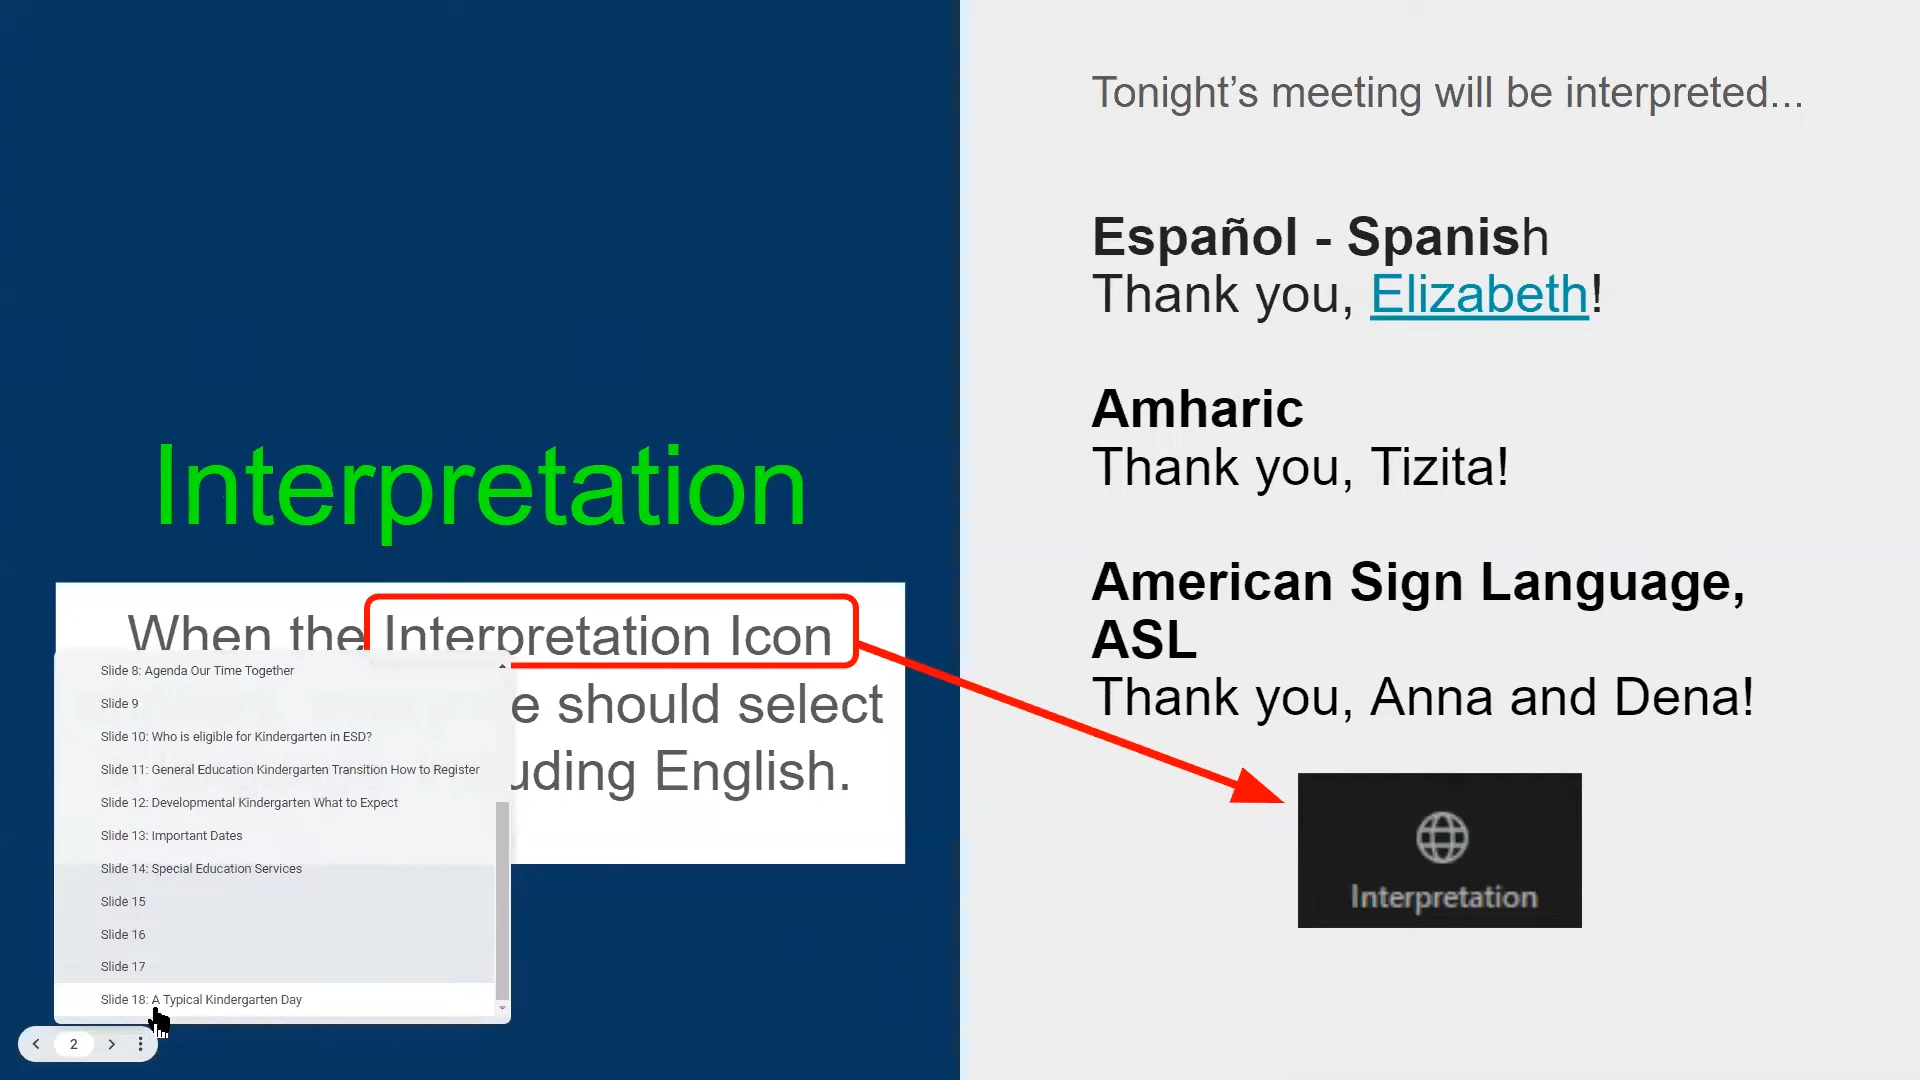 Interpretation
When the Interpretation Icon
e should select
uding English.
Slide 8: Agenda Our Time Together
Slide 9
Slide 10: Who is eligible for Kindergarten in ESD?
Slide 11: General Education Kindergarten Transition How to Register
Slide 12: Developmental Kindergarten What to Expect
Slide 13: Important Dates
Slide 14: Special Education Services
Slide 15
Slide 16
Slide 17
Slide 18: A Typical Kindergarten Day
2
Tonight’s meeting will be interpreted...
Español - Spanish
Thank you, Elizabeth!
Amharic
Thank you, Tizita!
American Sign Language,
ASL
Thank you, Anna and Dena!
Interpretation